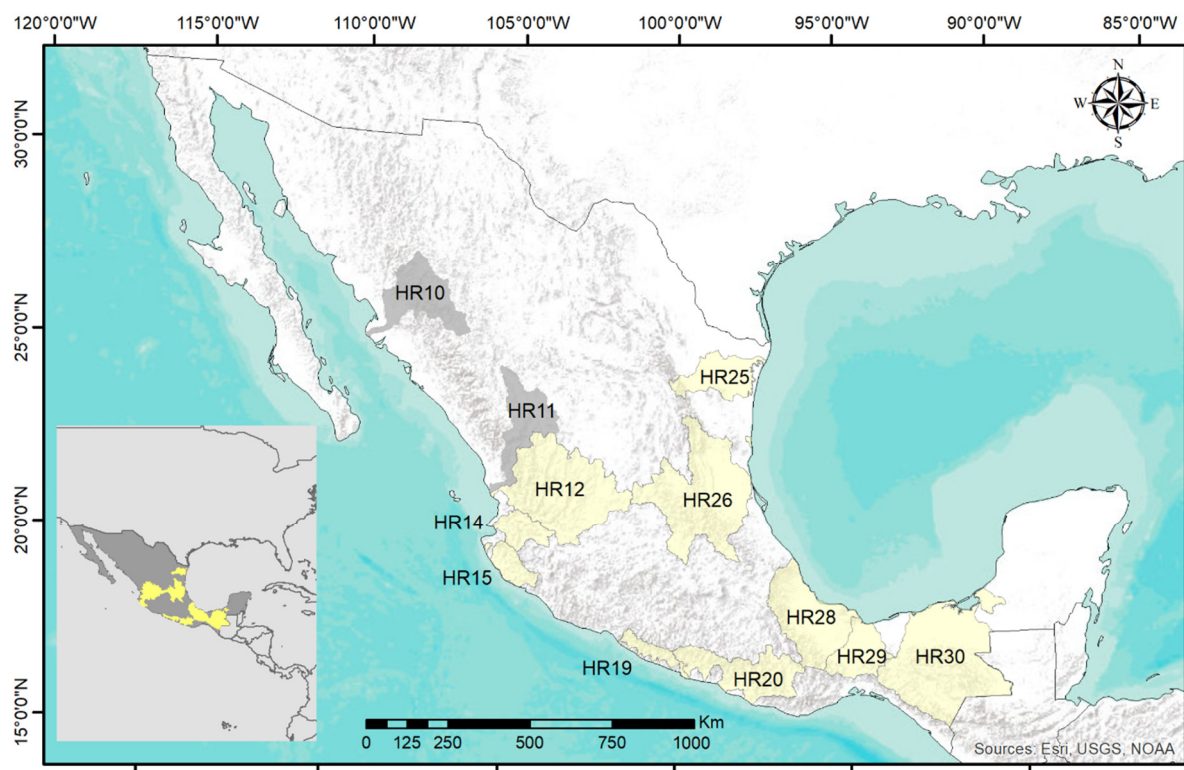 120°0'0"W 115°0'0"W 110°0'0"W 105°0'0"W 100°0'0"W 95°0'0"W 90°0'0"W 85°0'0"W
N
W E
S
30°0'0"N
25°0'0"N
20°0'0"N
15°0'0"N
HR10
HR25
HR11
HR12
HR26
HR14
HR15
HR28
HR29
HR30
HR19
HR20
Km
0 125 250 500 750 1000
Sources: Esri, USGS, NOAA